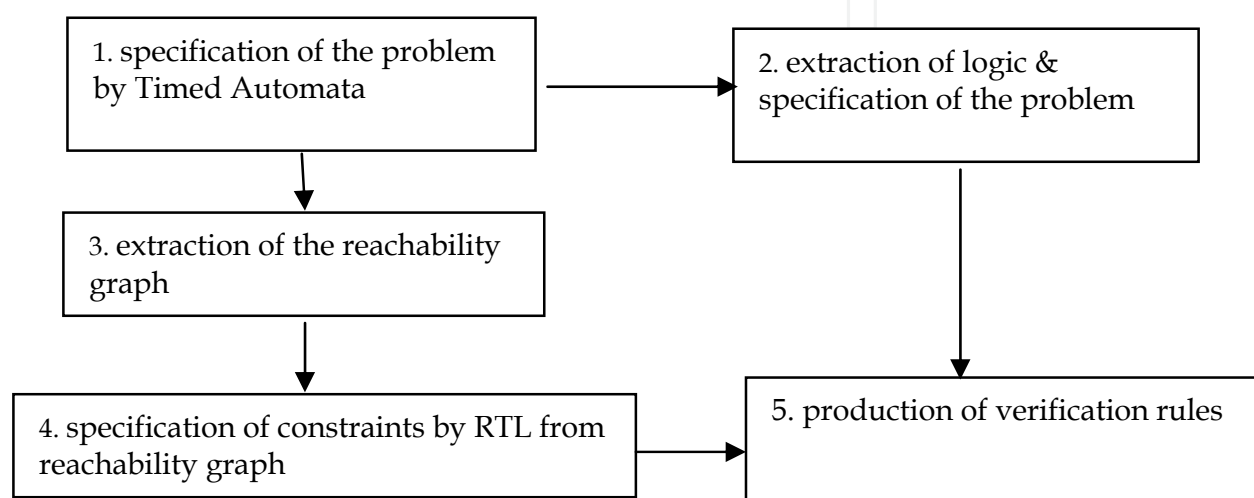 1. specification of the problem
by Timed Automata
2. extraction of logic &
specification of the problem
3. extraction of the reachability
graph
4. specification of constraints by RTL from
reachability graph
5. production of verification rules